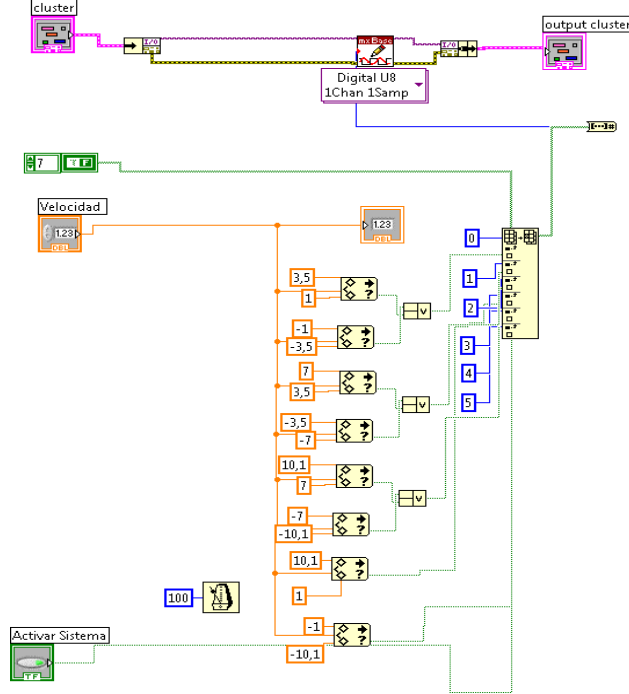 cluster
output cluster
I/O
mxBase
I/O
Digital U8
1Chan 1Samp
[...]#
7
TF
Velocidad
1.23
DBL
1.23
DBL
0
1
2
3
4
5
3,5
1
?
-1
-3,5
?
v
7
3,5
?
-3,5
-7
?
v
10,1
7
?
-7
-10,1
?
v
10,1
1
?
100
-1
-10,1
?
Activar Sistema
TF